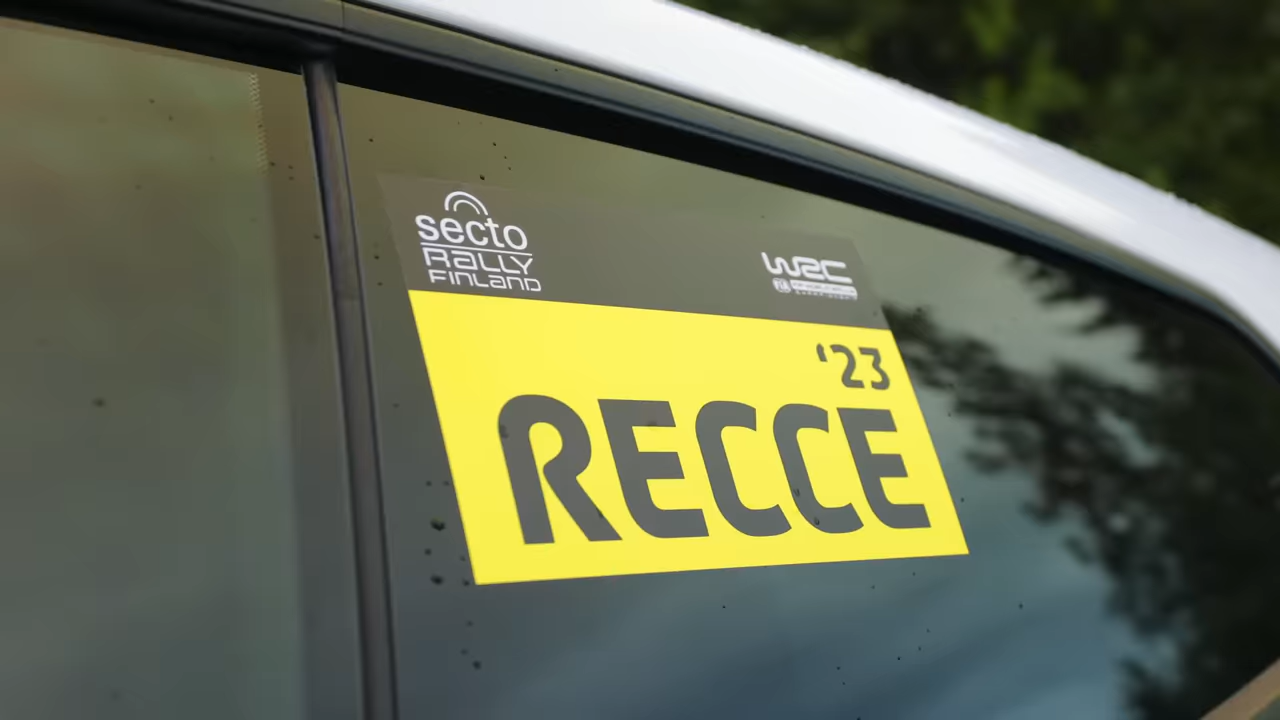 secto
RALLY
FINLAND
WRC
'23
RECCE